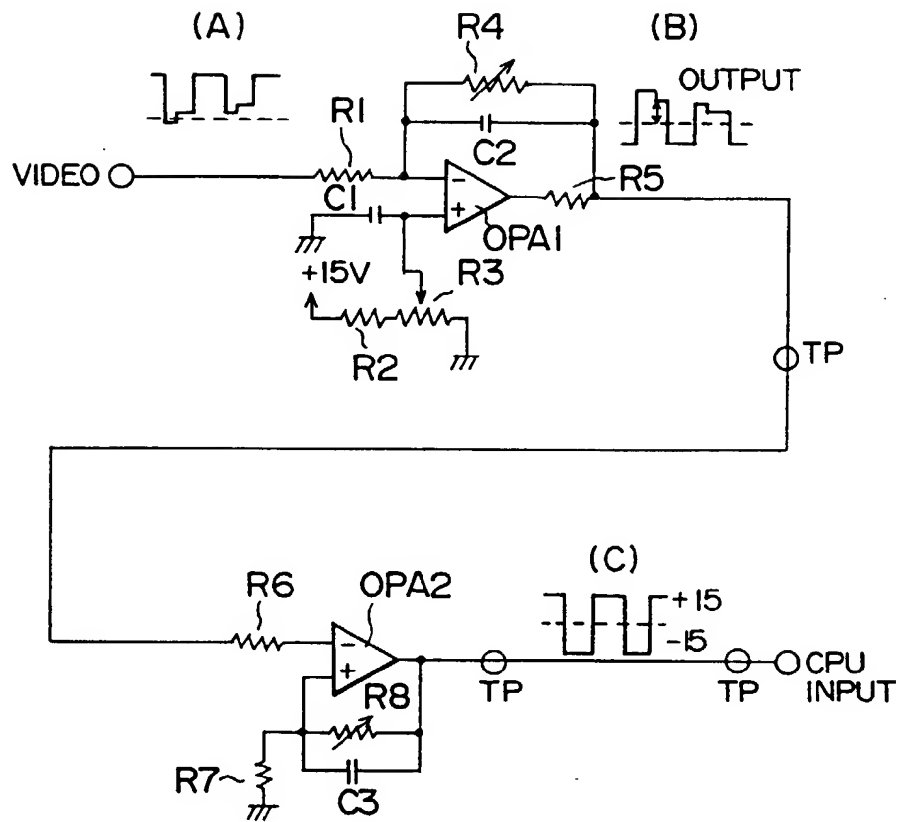 (A)
R4
(B)
OUTPUT
R1
C2
VIDEO
R5
C1
OPA1
+15V
R3
R2
TP
(C)
R6
OPA2
+15
-15
CPU
INPUT
TP
TP
R8
R7
C3